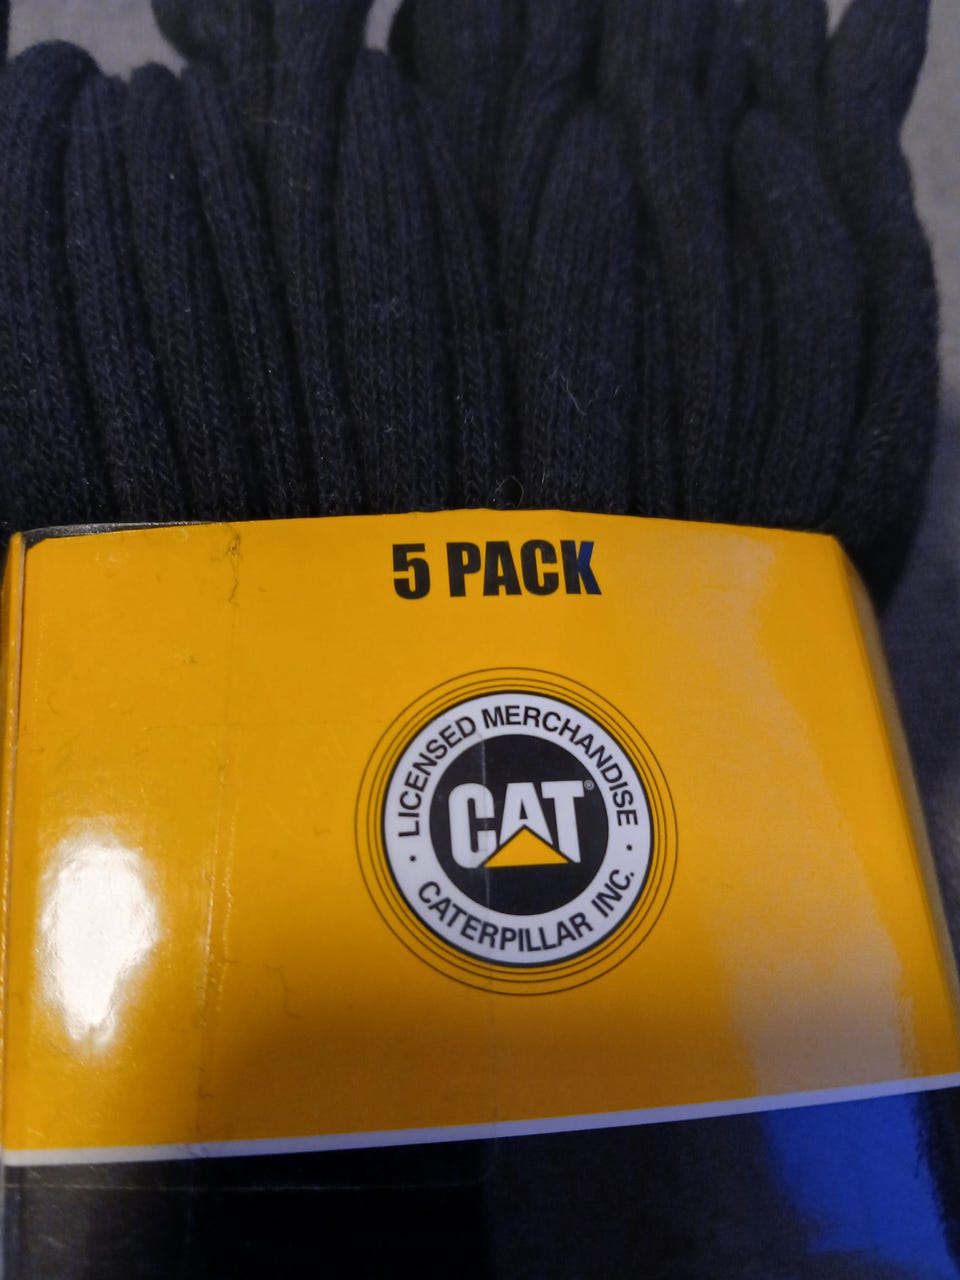 5 PACK
· LICENSED MERCHANDISE ·
CAT®
CATERPILLAR INC.